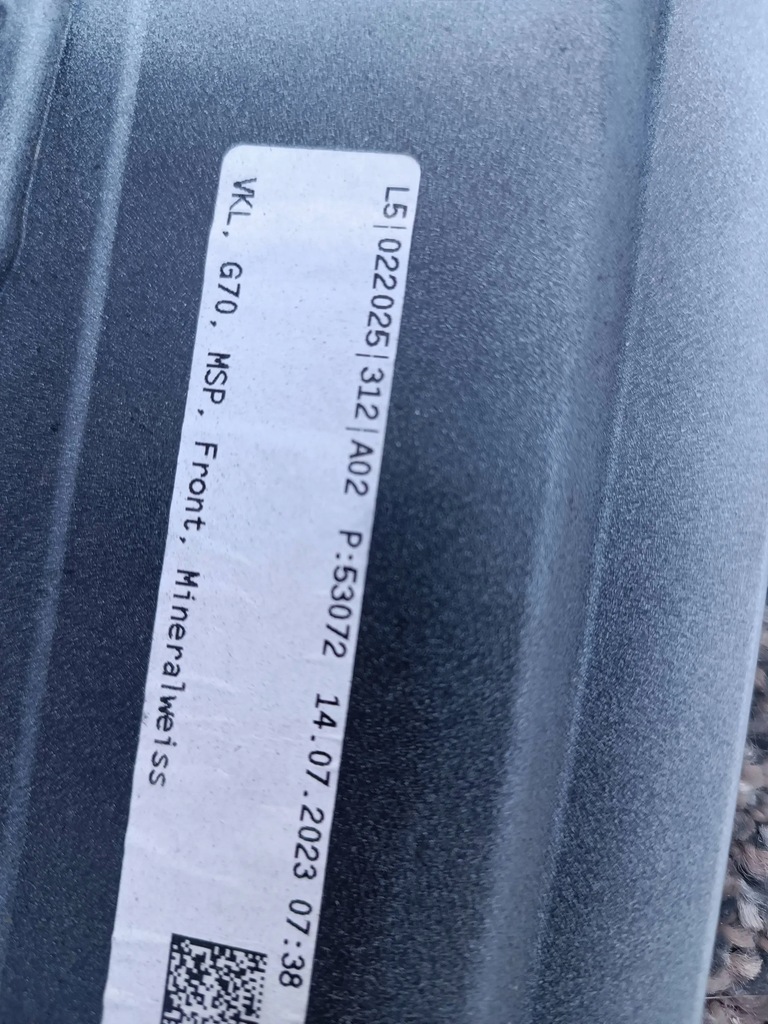 L5|022025|312|A02 P:53072 14.07.2023 07:38
VKL, G70, MSP, Front, Mineralweiss